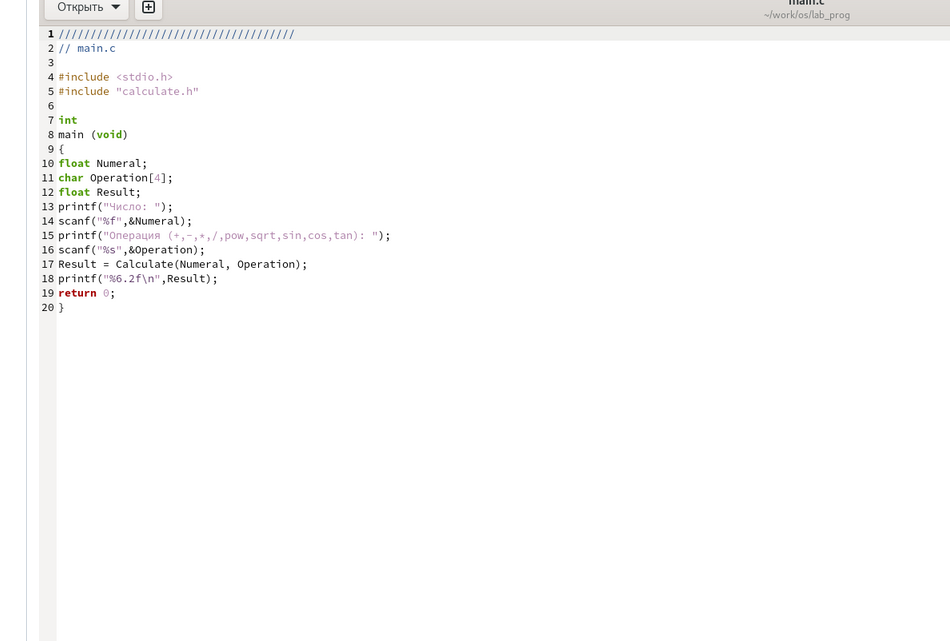 Открыть
main.c
~/work/os/lab_prog
1 /////////////////////////////////////
2 // main.c
3
4 #include <stdio.h>
5 #include "calculate.h"
6
7 int
8 main (void)
9 {
10 float Numeral;
11 char Operation[4];
12 float Result;
13 printf("Число: ");
14 scanf("%f",&Numeral);
15 printf("Операция (+,-,*,/,pow,sqrt,sin,cos,tan): ");
16 scanf("%s",&Operation);
17 Result = Calculate(Numeral, Operation);
18 printf("%6.2f\n",Result);
19 return 0;
20 }